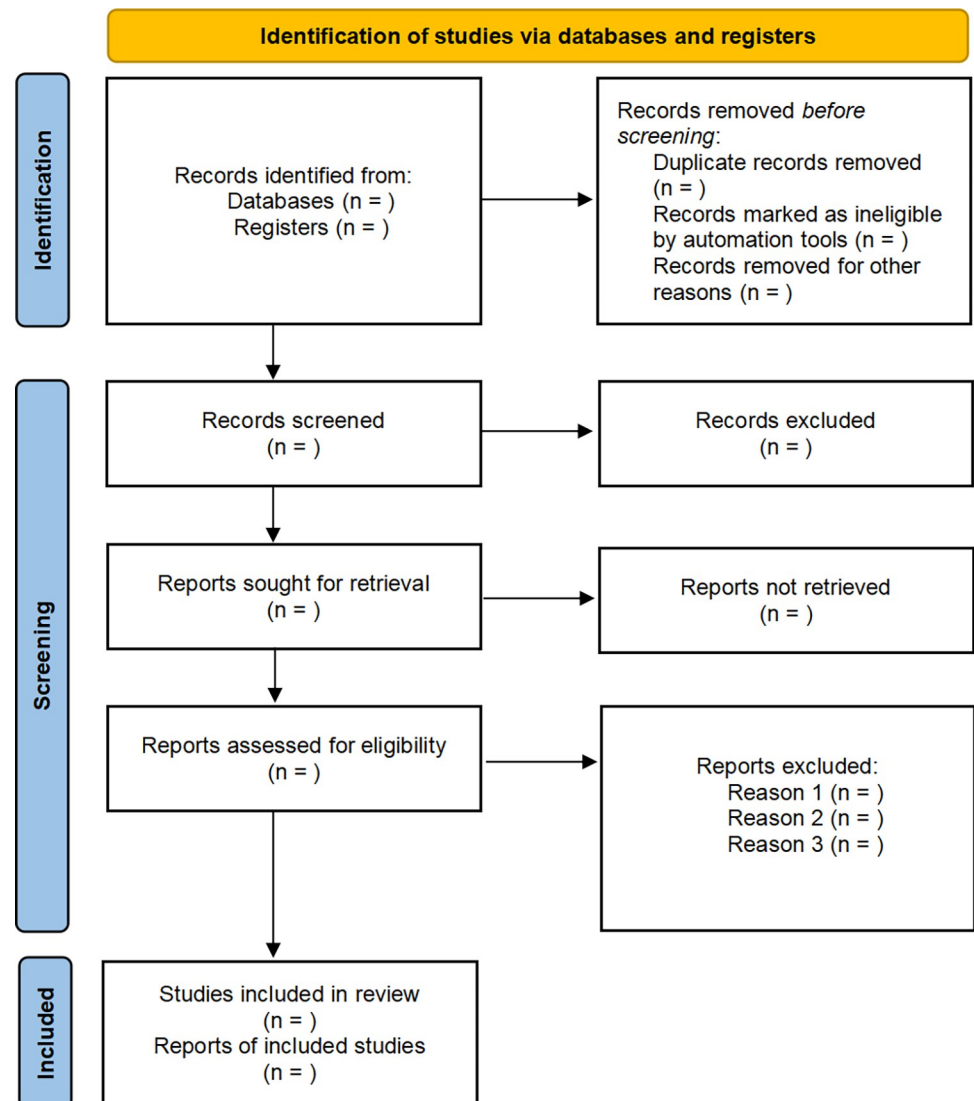 Identification of studies via databases and registers
Identification
Records identified from:
Databases (n = )
Registers (n = )
Records removed before
screening:
Duplicate records removed
(n = )
Records marked as ineligible
by automation tools (n = )
Records removed for other
reasons (n = )
Screening
Records screened
(n = )
Records excluded
(n = )
Reports sought for retrieval
(n = )
Reports not retrieved
(n = )
Reports assessed for eligibility
(n = )
Reports excluded:
Reason 1 (n = )
Reason 2 (n = )
Reason 3 (n = )
Included
Studies included in review
(n = )
Reports of included studies
(n = )